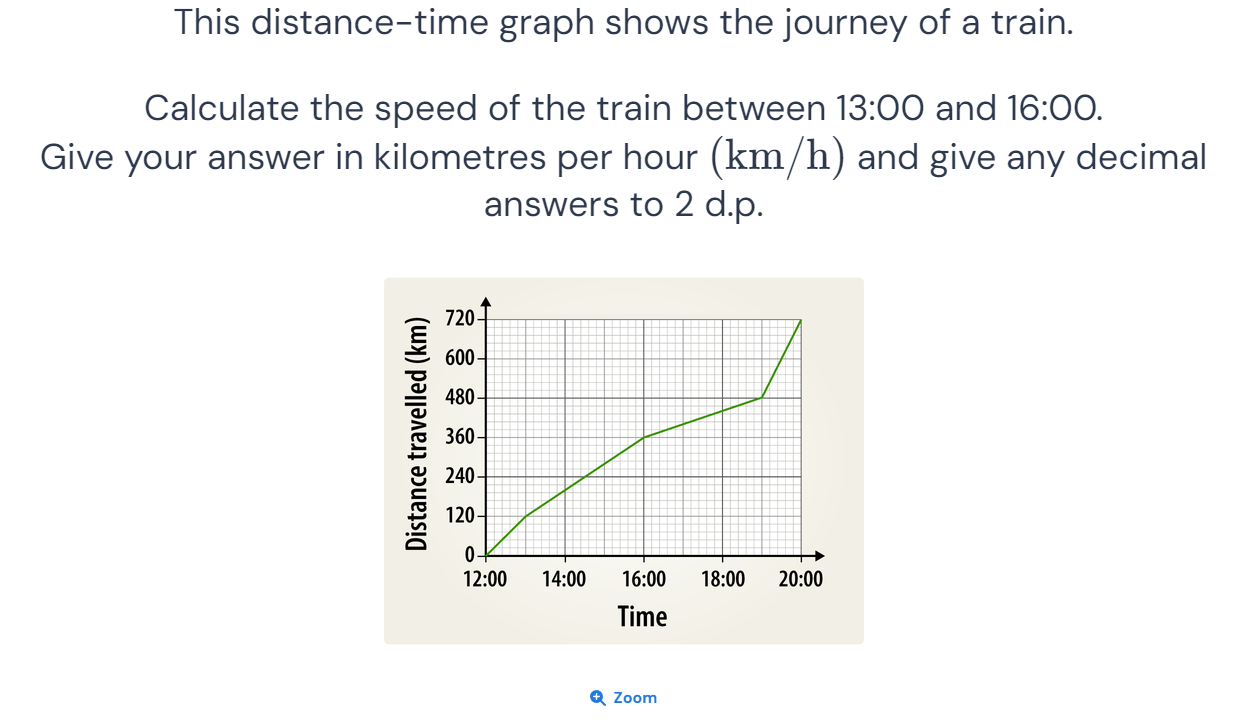 This distance-time graph shows the journey of a train.
Calculate the speed of the train between 13:00 and 16:00.
Give your answer in kilometres per hour (km/h) and give any decimal
answers to 2 d.p.
Distance travelled (km)
720
600
480
360
240
120
0
12:00 14:00 16:00 18:00 20:00
Time
Zoom